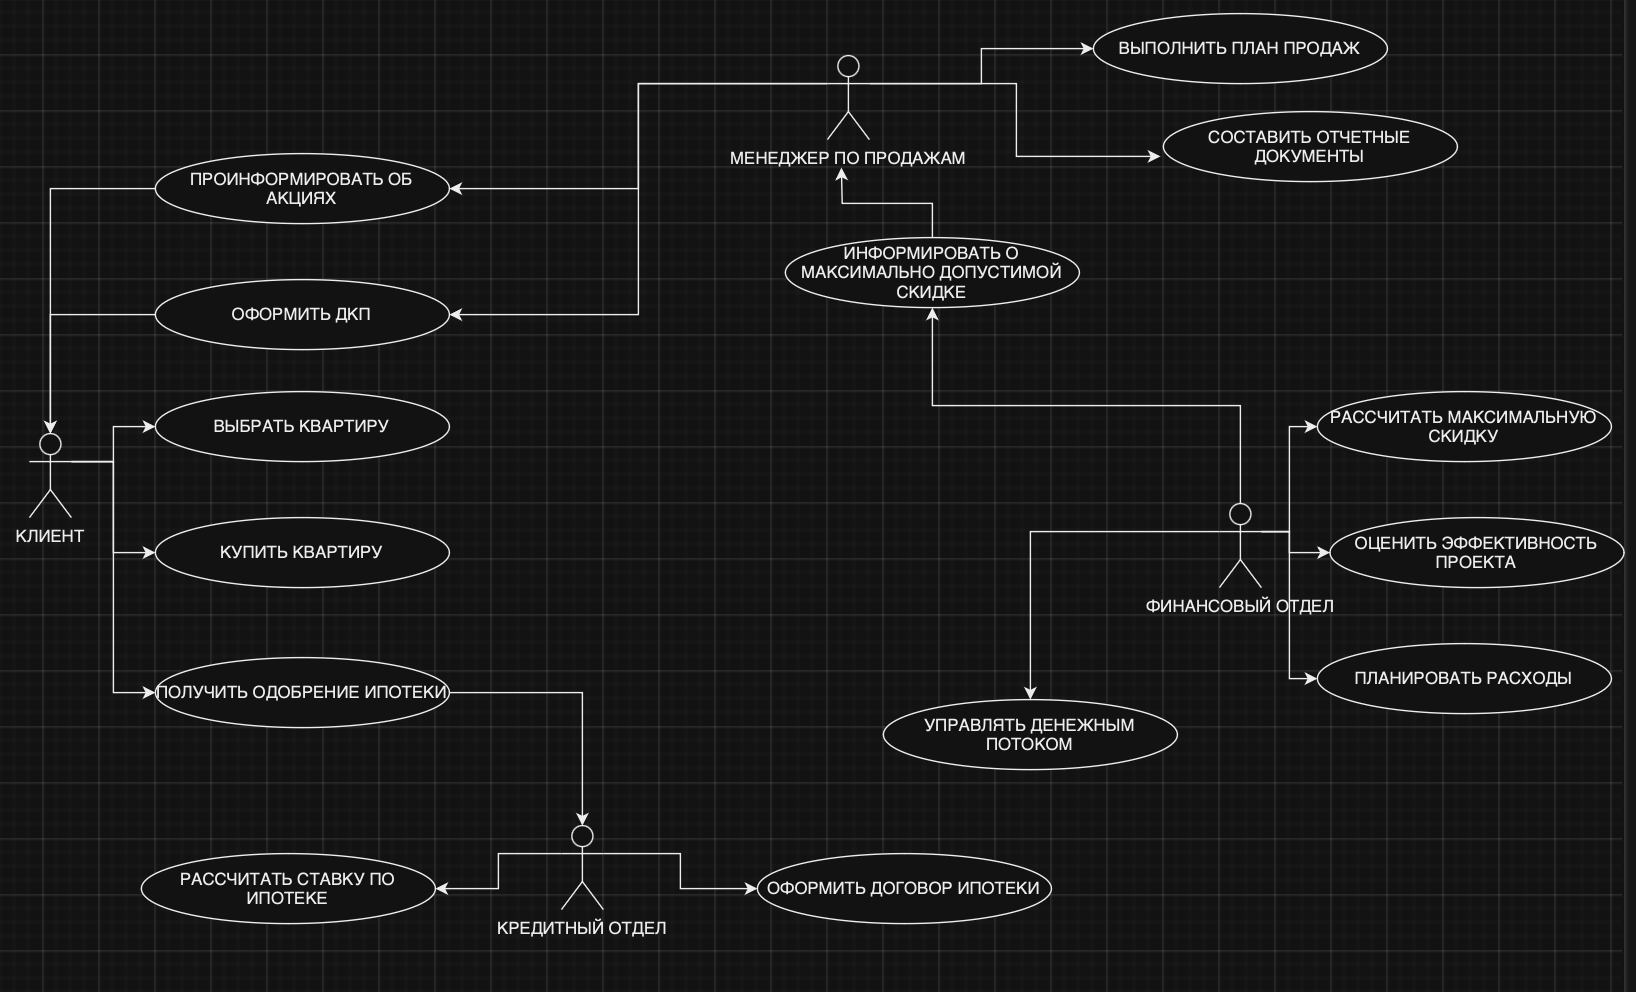 ВЫПОЛНИТЬ ПЛАН ПРОДАЖ
СОСТАВИТЬ ОТЧЕТНЫЕ
ДОКУМЕНТЫ
МЕНЕДЖЕР ПО ПРОДАЖАМ
ПРОИНФОРМИРОВАТЬ ОБ
АКЦИЯХ
ИНФОРМИРОВАТЬ О
МАКСИМАЛЬНО ДОПУСТИМОЙ
СКИДКЕ
ОФОРМИТЬ ДКП
ВЫБРАТЬ КВАРТИРУ
РАССЧИТАТЬ МАКСИМАЛЬНУЮ
СКИДКУ
КЛИЕНТ
КУПИТЬ КВАРТИРУ
ОЦЕНИТЬ ЭФФЕКТИВНОСТЬ
ПРОЕКТА
ФИНАНСОВЫЙ ОТДЕЛ
ПОЛУЧИТЬ ОДОБРЕНИЕ ИПОТЕКИ
ПЛАНИРОВАТЬ РАСХОДЫ
УПРАВЛЯТЬ ДЕНЕЖНЫМ
ПОТОКОМ
РАССЧИТАТЬ СТАВКУ ПО
ИПОТЕКЕ
ОФОРМИТЬ ДОГОВОР ИПОТЕКИ
КРЕДИТНЫЙ ОТДЕЛ